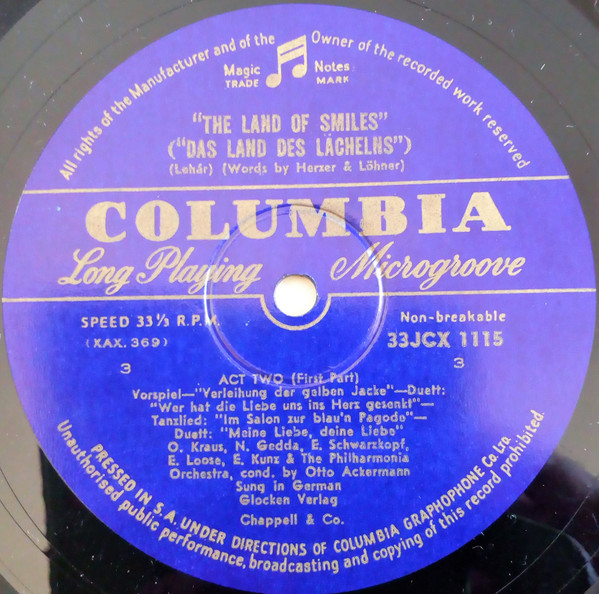 All rights of the Manufacturer and of the Owner of the recorded work reserved
Magic Notes
TRADE MARK
"THE LAND OF SMILES"
("DAS LAND DES LÄCHELNS")
(Lehár) (Words by Herzer & Löhner)
COLUMBIA
Long Playing Microgroove
SPEED 33⅓ R.P.M. Non-breakable
(XAX. 369) 33JCX 1115
3 3
ACT TWO (First Part)
Vorspiel—"Verleihung der gelben Jacke"—Duett:
"Wer hat die Liebe uns ins Herz gesenkt"—
Tanzlied: "Im Salon zur blau'n Pagode"—
Duett: "Meine Liebe, deine Liebe"
O. Kraus, N. Gedda, E. Schwarzkopf,
E. Loose, E. Kunz & The Philharmonia
Orchestra, cond. by Otto Ackermann
Sung in German
Glocken Verlag
Chappell & Co.
PRESSED IN S.A. UNDER DIRECTIONS OF COLUMBIA GRAPHOPHONE Co. Ltd.
Unauthorised public performance, broadcasting and copying of this record prohibited.